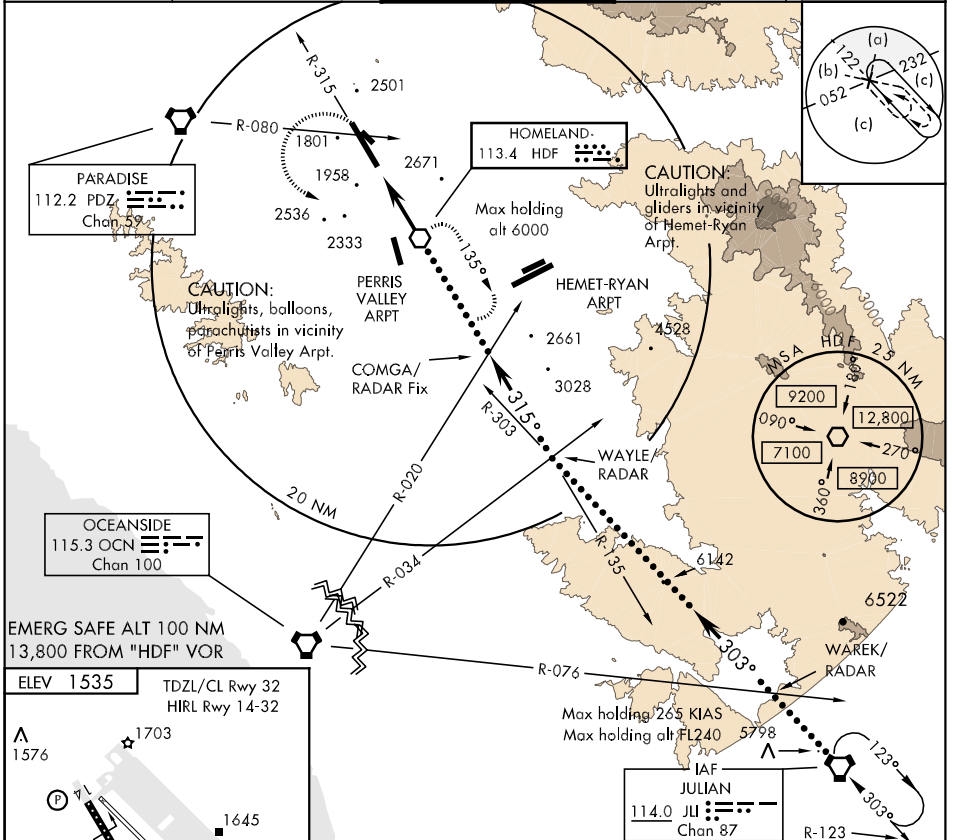 R-315
2501
(a)
122
232
(b)
(c)
052
(c)
R-080
1801
2671
HOMELAND-
113.4 HDF
PARADISE
112.2 PDZ
Chan 59
1958
2536
2333
Max holding
alt 6000
CAUTION:
Ultralights and
gliders in vicinity
of Hemet-Ryan
Arpt.
6000
135°
PERRIS
VALLEY
ARPT
HEMET-RYAN
ARPT
CAUTION:
Ultralights, balloons,
parachutists in vicinity
of Perris Valley Arpt.
6000
3000
2661
4528
COMGA/
RADAR Fix
3028
MSA HDF 25 NM
180°
9200
12,800
090°
270°
7100
8900
360°
R-303
315°
WAYLE/
RADAR
R-020
20 NM
OCEANSIDE
115.3 OCN
Chan 100
R-034
R-135
6142
6522
EMERG SAFE ALT 100 NM
13,800 FROM "HDF" VOR
303°
WAREK/
RADAR
R-076
ELEV 1535
TDZL/CL Rwy 32
HIRL Rwy 14-32
Max holding 265 KIAS
Max holding alt FL240
5798
1576
1703
P
14
1645
IAF
JULIAN
114.0 JLI
Chan 87
123°
303°
R-123